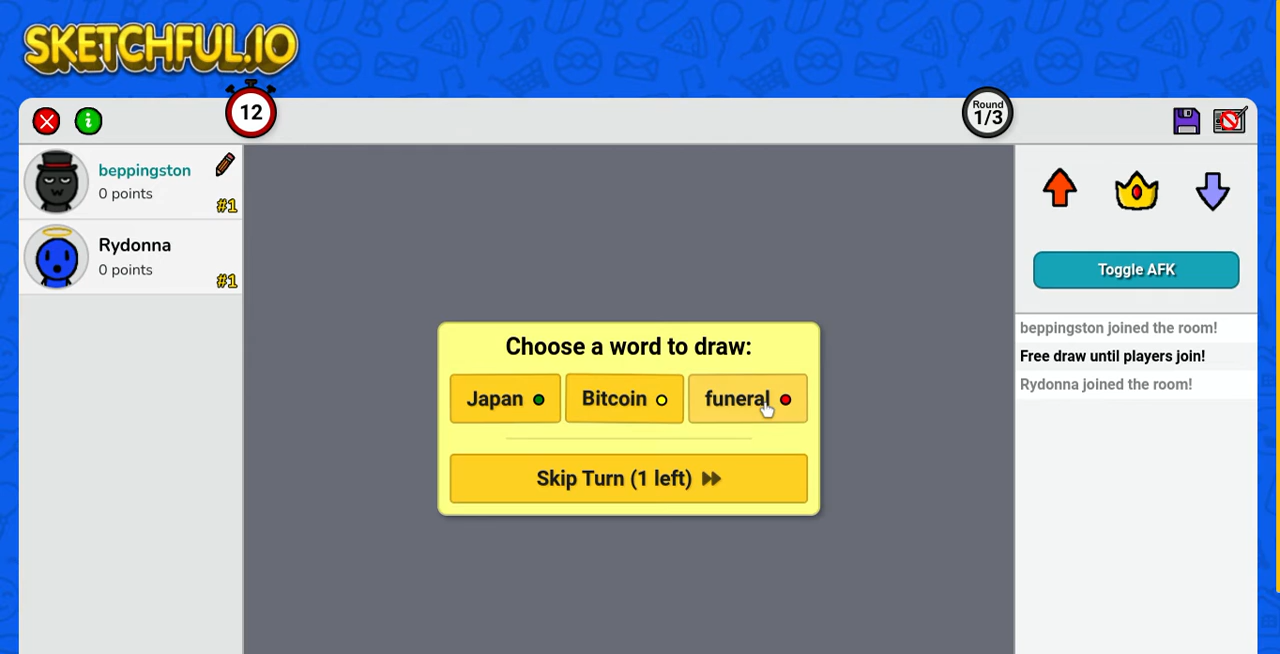 SKETCHFUL.IO
12
Round
1/3
beppingston
0 points
#1
Rydonna
0 points
#1
Choose a word to draw:
Japan
Bitcoin
funeral
Skip Turn (1 left)
Toggle AFK
beppingston joined the room!
Free draw until players join!
Rydonna joined the room!